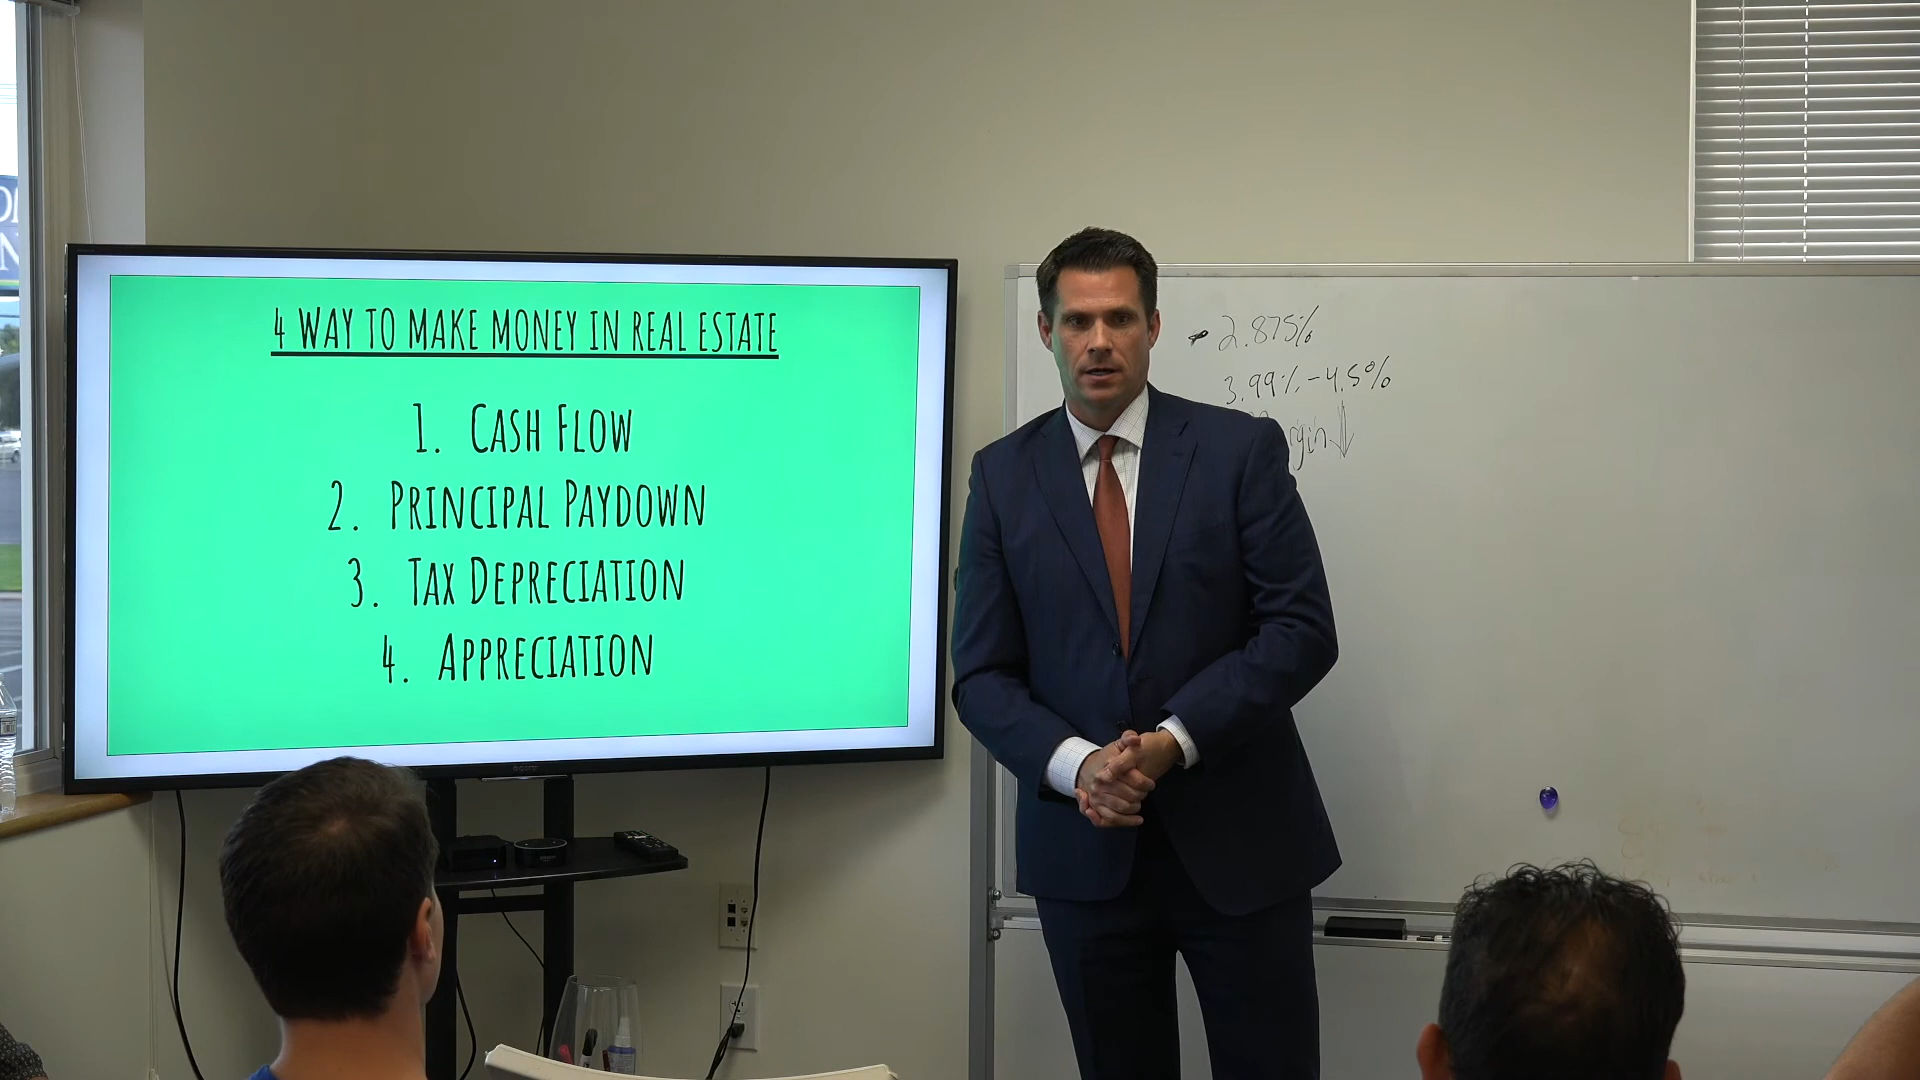 4 WAY TO MAKE MONEY IN REAL ESTATE
1. CASH FLOW
2. PRINCIPAL PAYDOWN
3. TAX DEPRECIATION
4. APPRECIATION
2.875%
3.99% - 4.5%